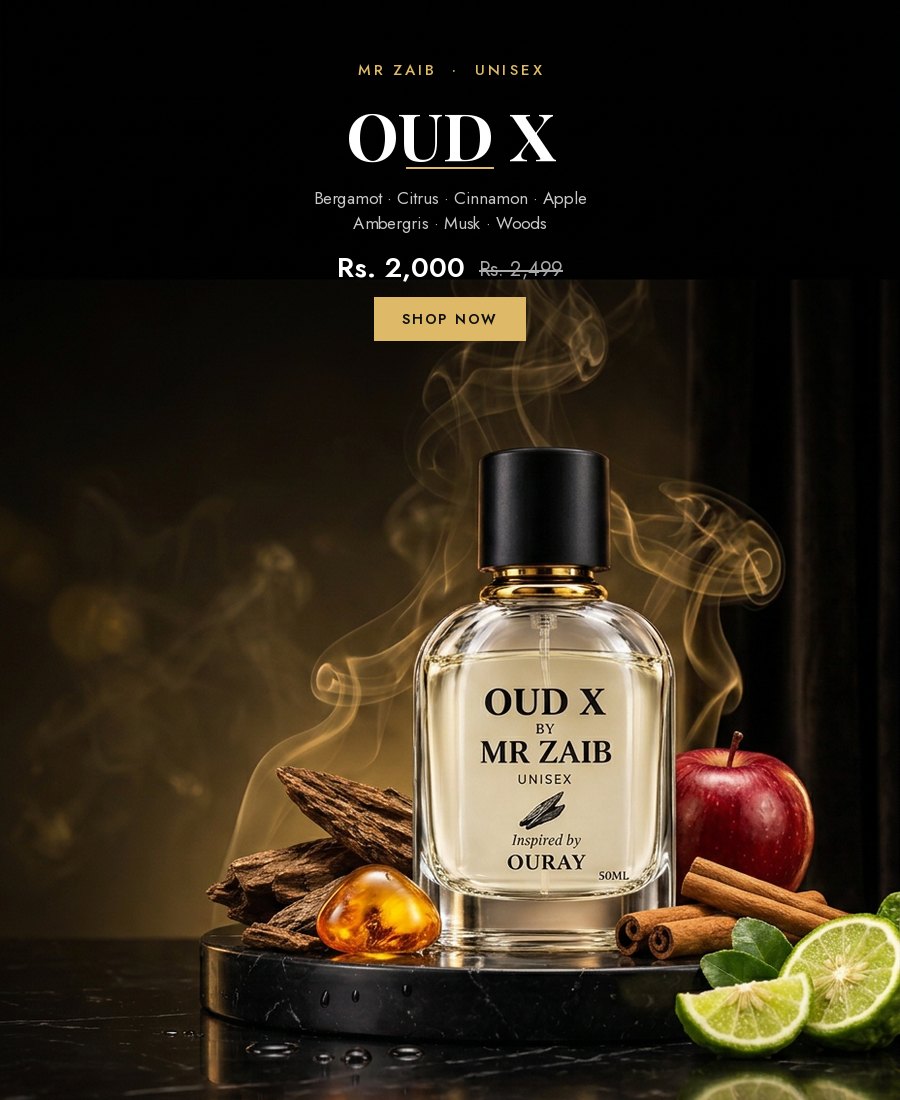 MR ZAIB · UNISEX
OUD X
Bergamot · Citrus · Cinnamon · Apple
Ambergris · Musk · Woods
Rs. 2,000 Rs. 2,499
SHOP NOW
OUD X
BY
MR ZAIB
UNISEX
Inspired by
OURAY
50ML